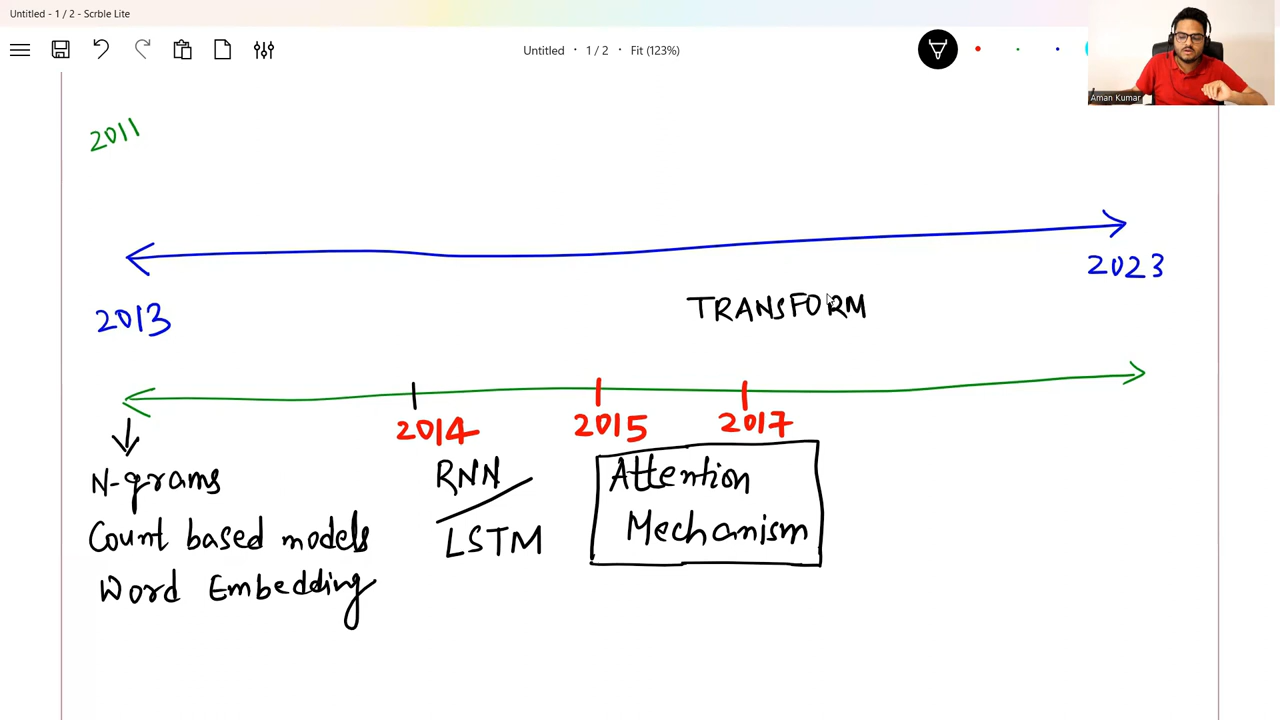 Untitled - 1 / 2 - Scrble Lite
Untitled • 1 / 2 • Fit (123%)
Aman Kumar
2011
2023
2013
TRANSFORM
2014
2015
2017
N-grams
Count based models
Word Embedding
RNN
LSTM
Attention
Mechanism